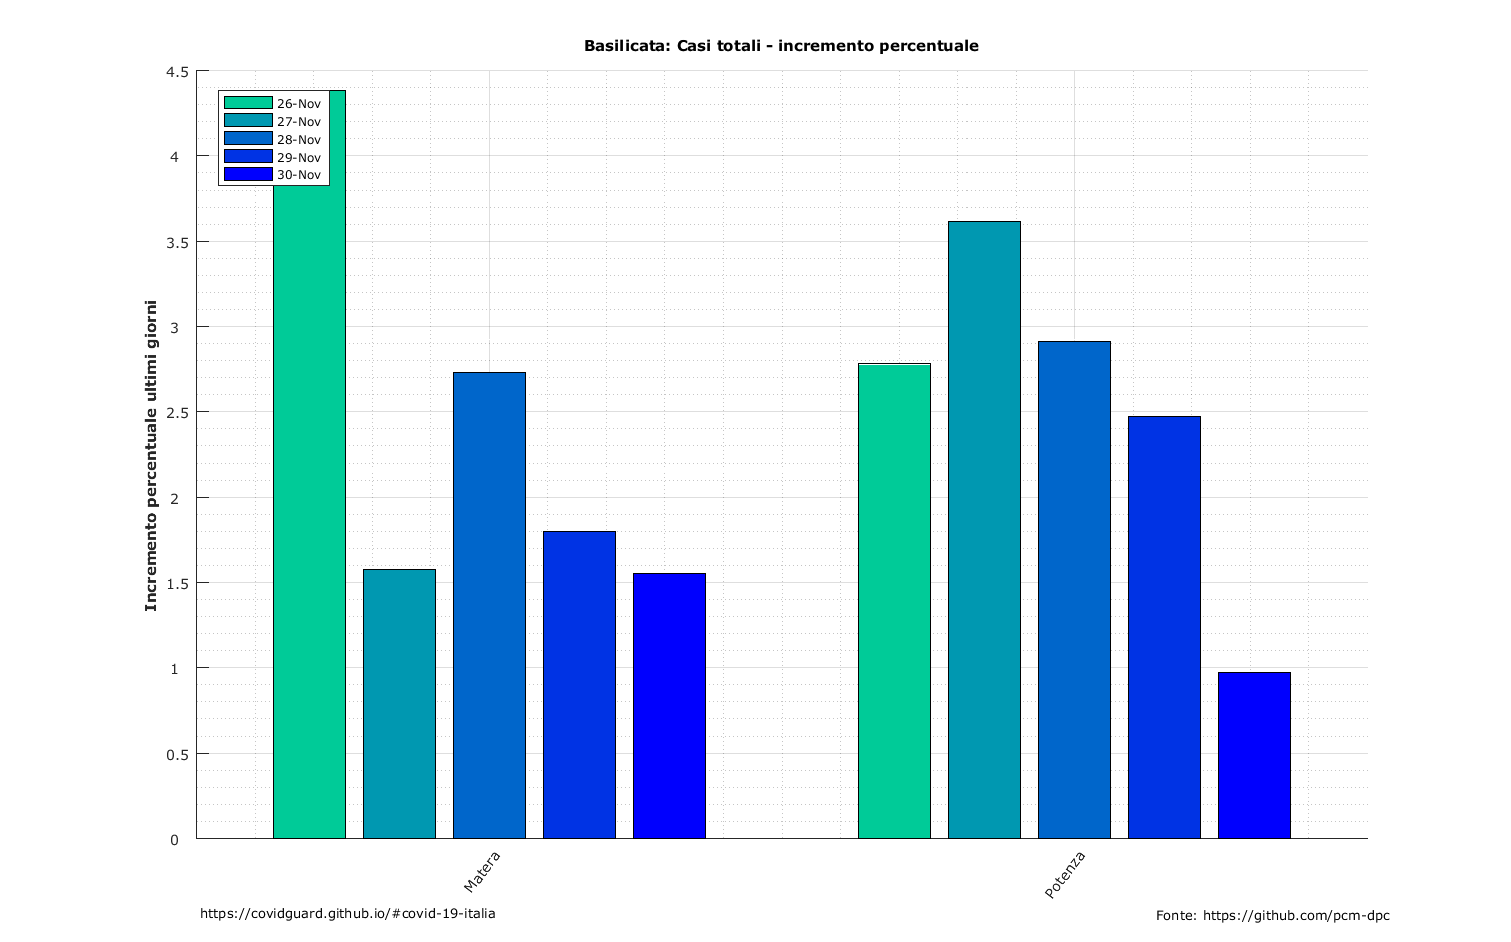 Basilicata: Casi totali - incremento percentuale
Incremento percentuale ultimi giorni
4.5
4
3.5
3
2.5
2
1.5
1
0.5
0
26-Nov
27-Nov
28-Nov
29-Nov
30-Nov
Matera
Potenza
https://covidguard.github.io/#covid-19-italia
Fonte: https://github.com/pcm-dpc